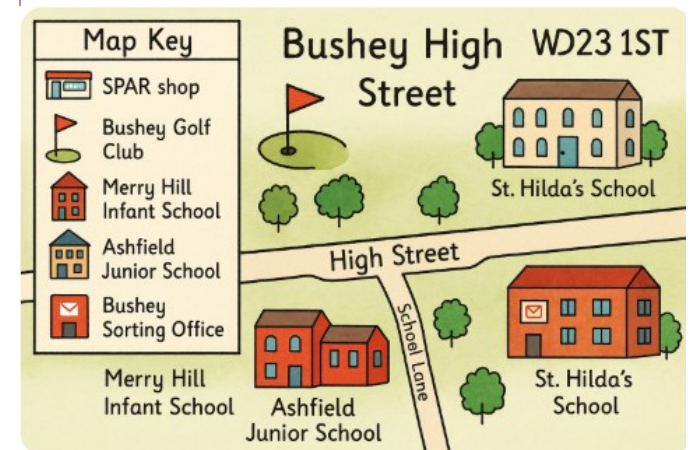 Map Key
SPAR shop
Bushey Golf
Club
Merry Hill
Infant School
Ashfield
Junior School
Bushey
Sorting Office
Bushey High
Street
WD23 1ST
St. Hilda's School
High Street
School Lane
Merry Hill
Infant School
Ashfield
Junior School
St. Hilda's
School